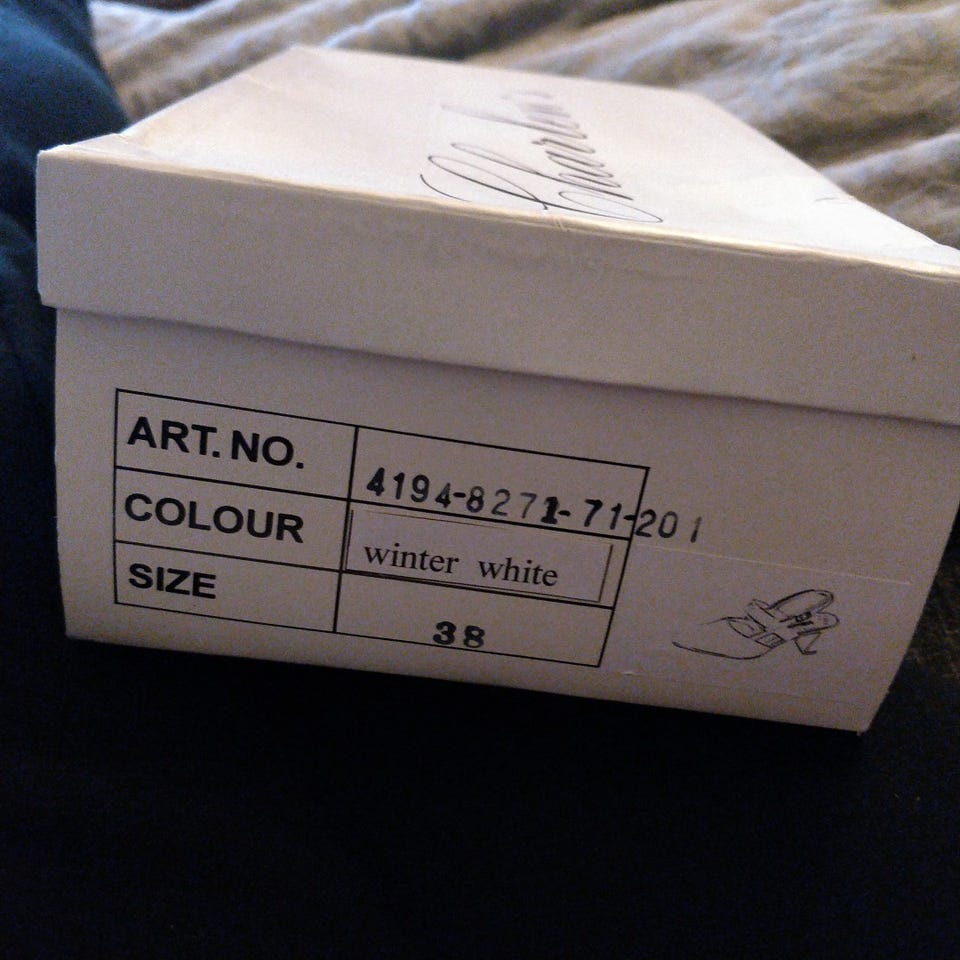 ART. NO. 4194-8271-71-201
COLOUR winter white
SIZE 38